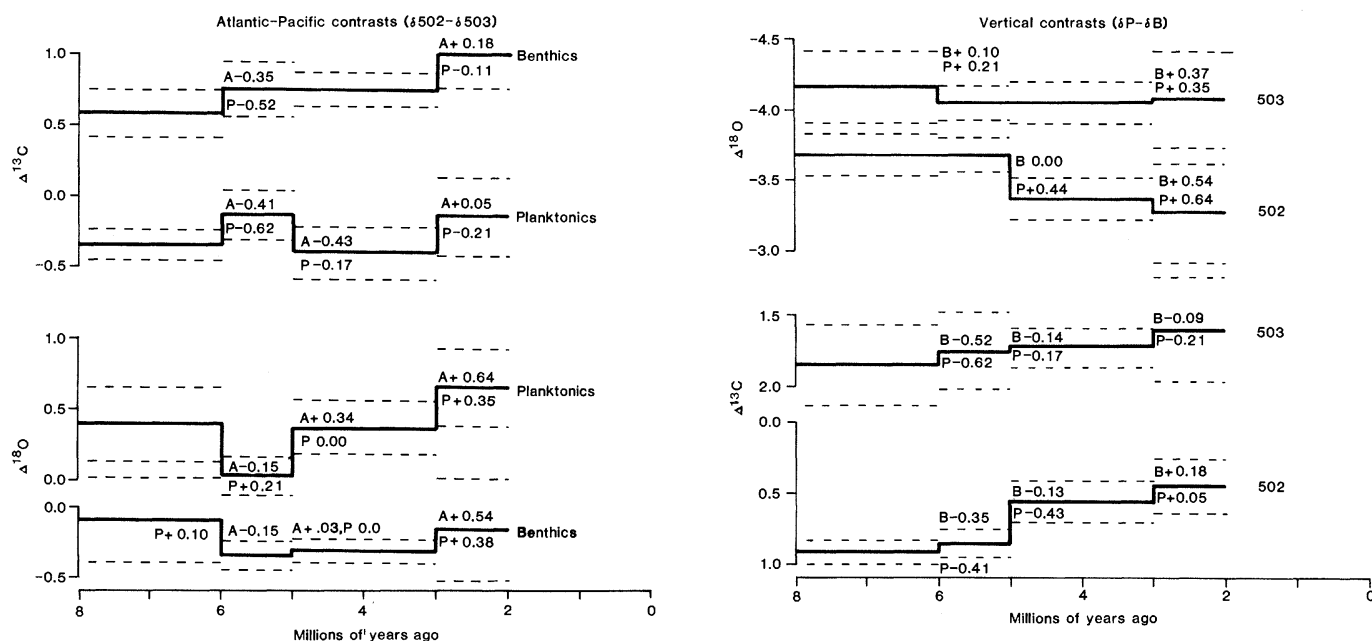 Atlantic-Pacific contrasts (δ502-δ503)
1.0
0.5
0.0
-0.5
Δ13C
A-0.35
P-0.52
A+ 0.18
P-0.11
Benthics
A-0.41
P-0.62
A-0.43
P-0.17
A+0.05
P-0.21
Planktonics
1.0
0.5
0.0
Δ18O
A-0.15
P+0.21
A+ 0.34
P 0.00
A+ 0.64
P+0.35
Planktonics
0.0
-0.5
P+ 0.10
A-0.15
A+ .03,P 0.0
A+ 0.54
P+ 0.38
Benthics
8
6
4
2
0
Millions of years ago
Vertical contrasts (δP-δB)
-4.5
-4.0
-3.5
-3.0
Δ18O
B+ 0.10
P+ 0.21
B+ 0.37
P+ 0.35
503
B 0.00
P+0.44
B+ 0.54
P+ 0.64
502
1.5
2.0
Δ13C
B-0.52
P-0.62
B-0.14
P-0.17
B-0.09
P-0.21
503
0.0
0.5
1.0
B-0.35
P-0.41
B-0.13
P-0.43
B+ 0.18
P+0.05
502
8
6
4
2
0
Millions of years ago